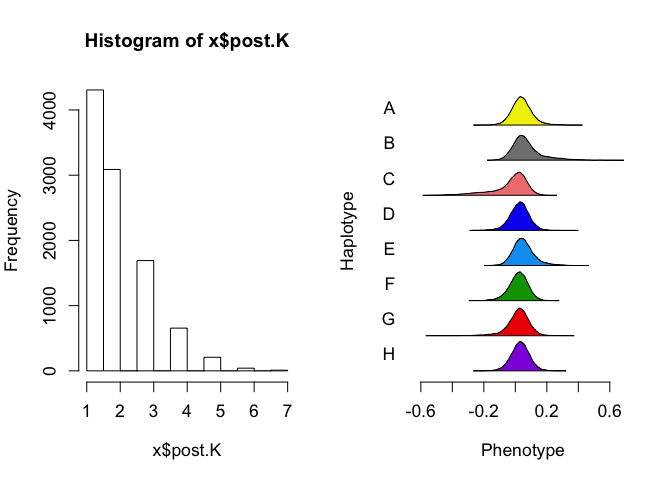 Histogram of x$post.K
Frequency
0
1000
2000
3000
4000
1 2 3 4 5 6 7
x$post.K
Haplotype
A
B
C
D
E
F
G
H
-0.6 -0.2 0.2 0.6
Phenotype